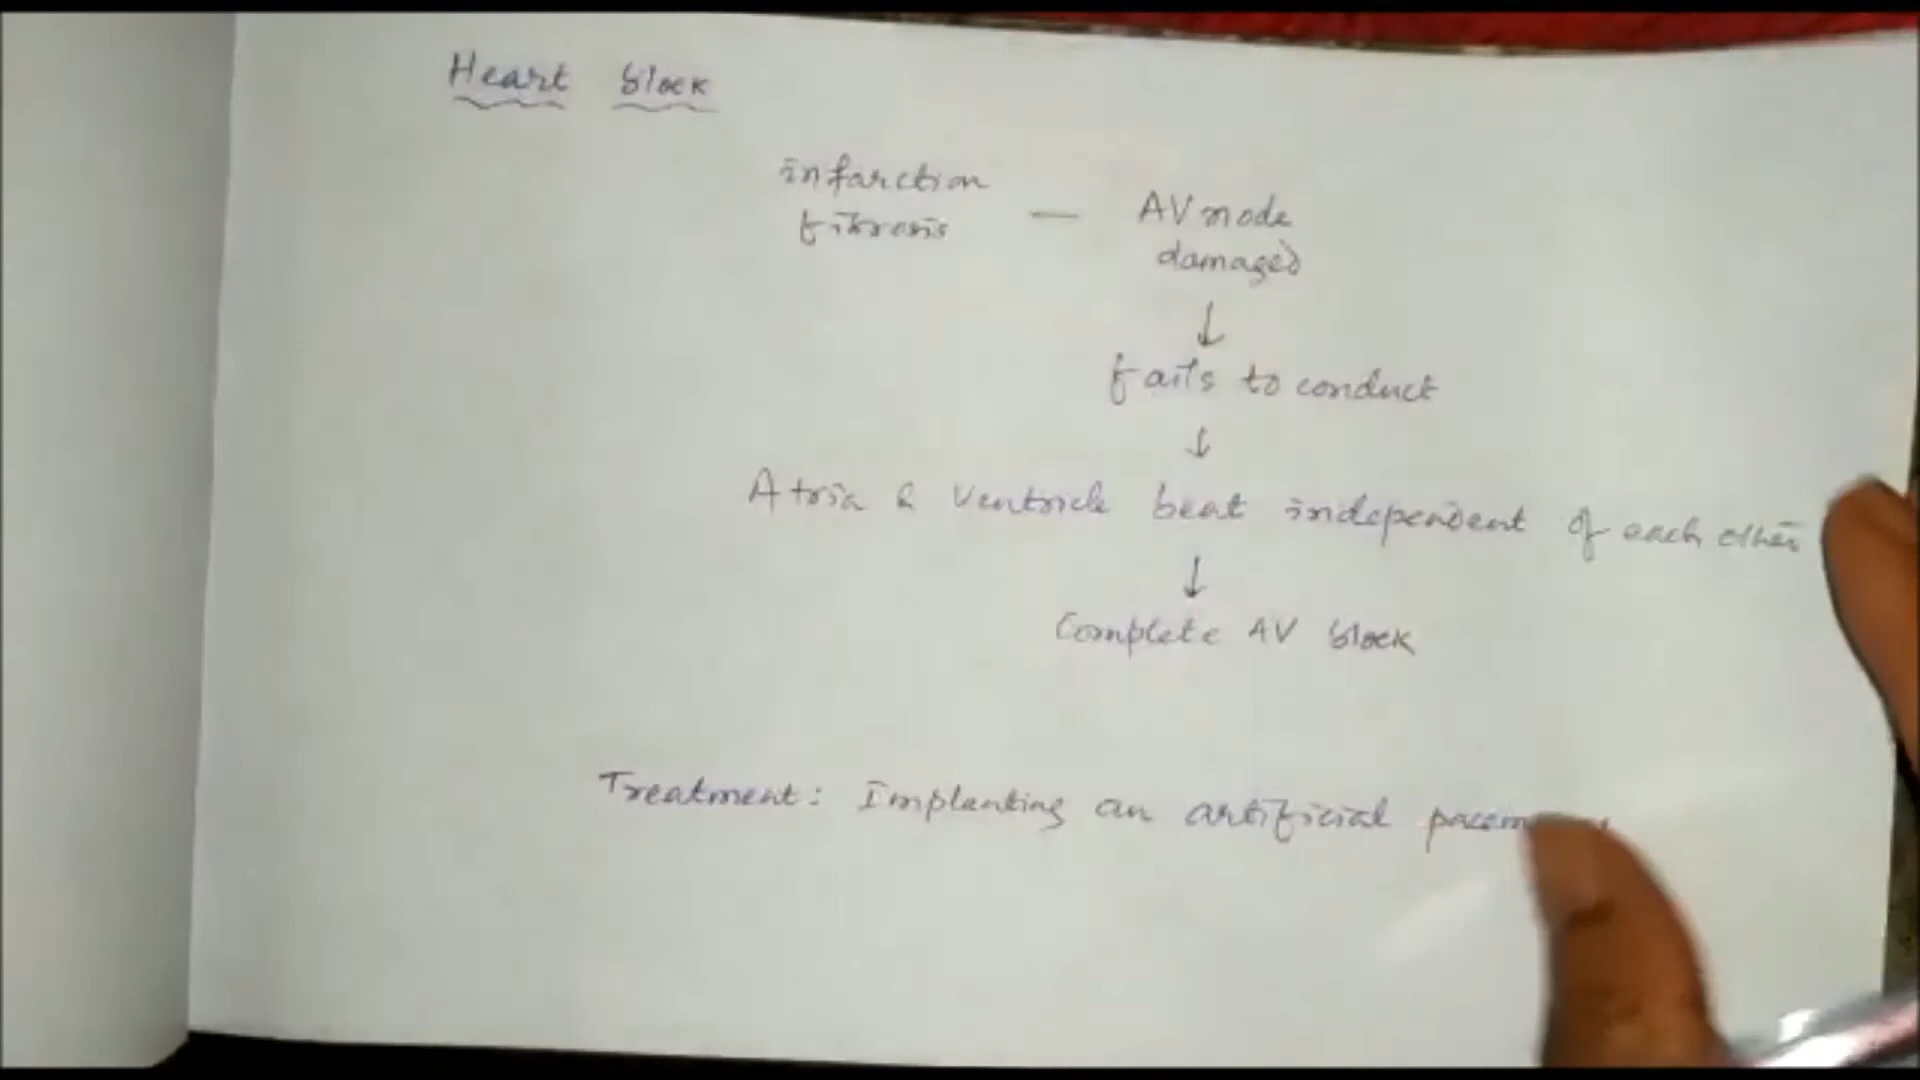 Heart block
infarction
fibrosis — AV node
damaged
↓
fails to conduct
↓
Atria & Ventricle beat independent of each other
↓
Complete AV block
Treatment: Implanting an artificial